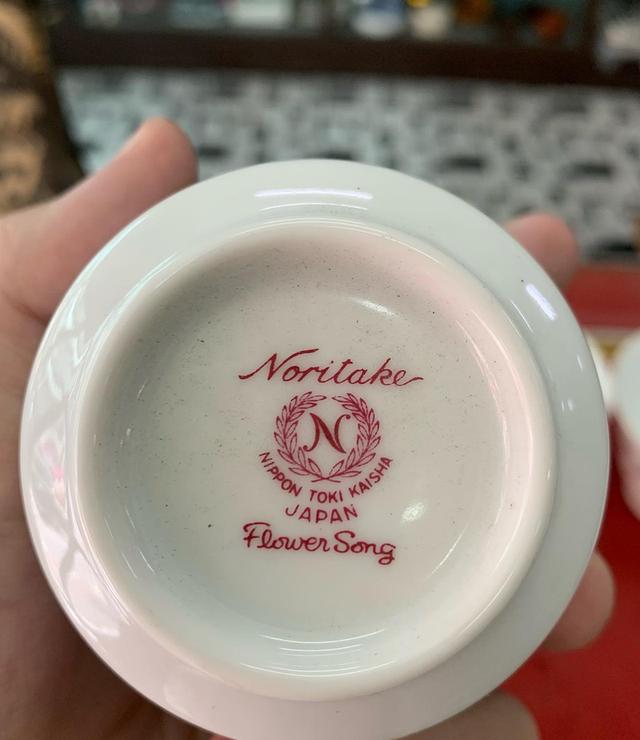 Noritake
N
NIPPON TOKI KAISHA
JAPAN
Flower Song